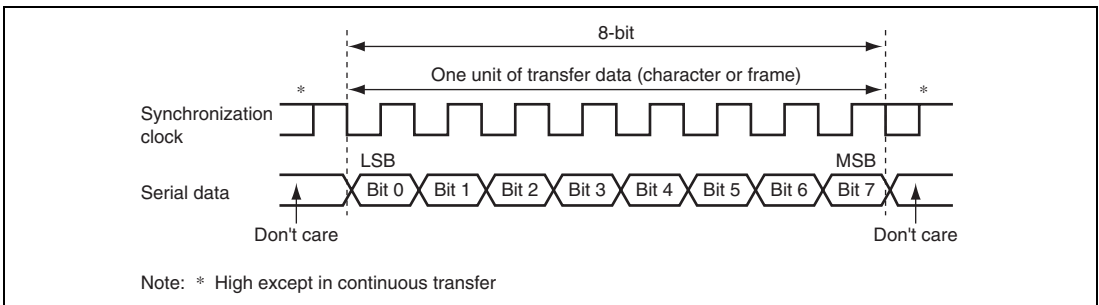 8-bit
One unit of transfer data (character or frame)
*
*
Synchronization
clock
LSB
MSB
Serial data
Bit 0
Bit 1
Bit 2
Bit 3
Bit 4
Bit 5
Bit 6
Bit 7
Don't care
Don't care
Note: * High except in continuous transfer